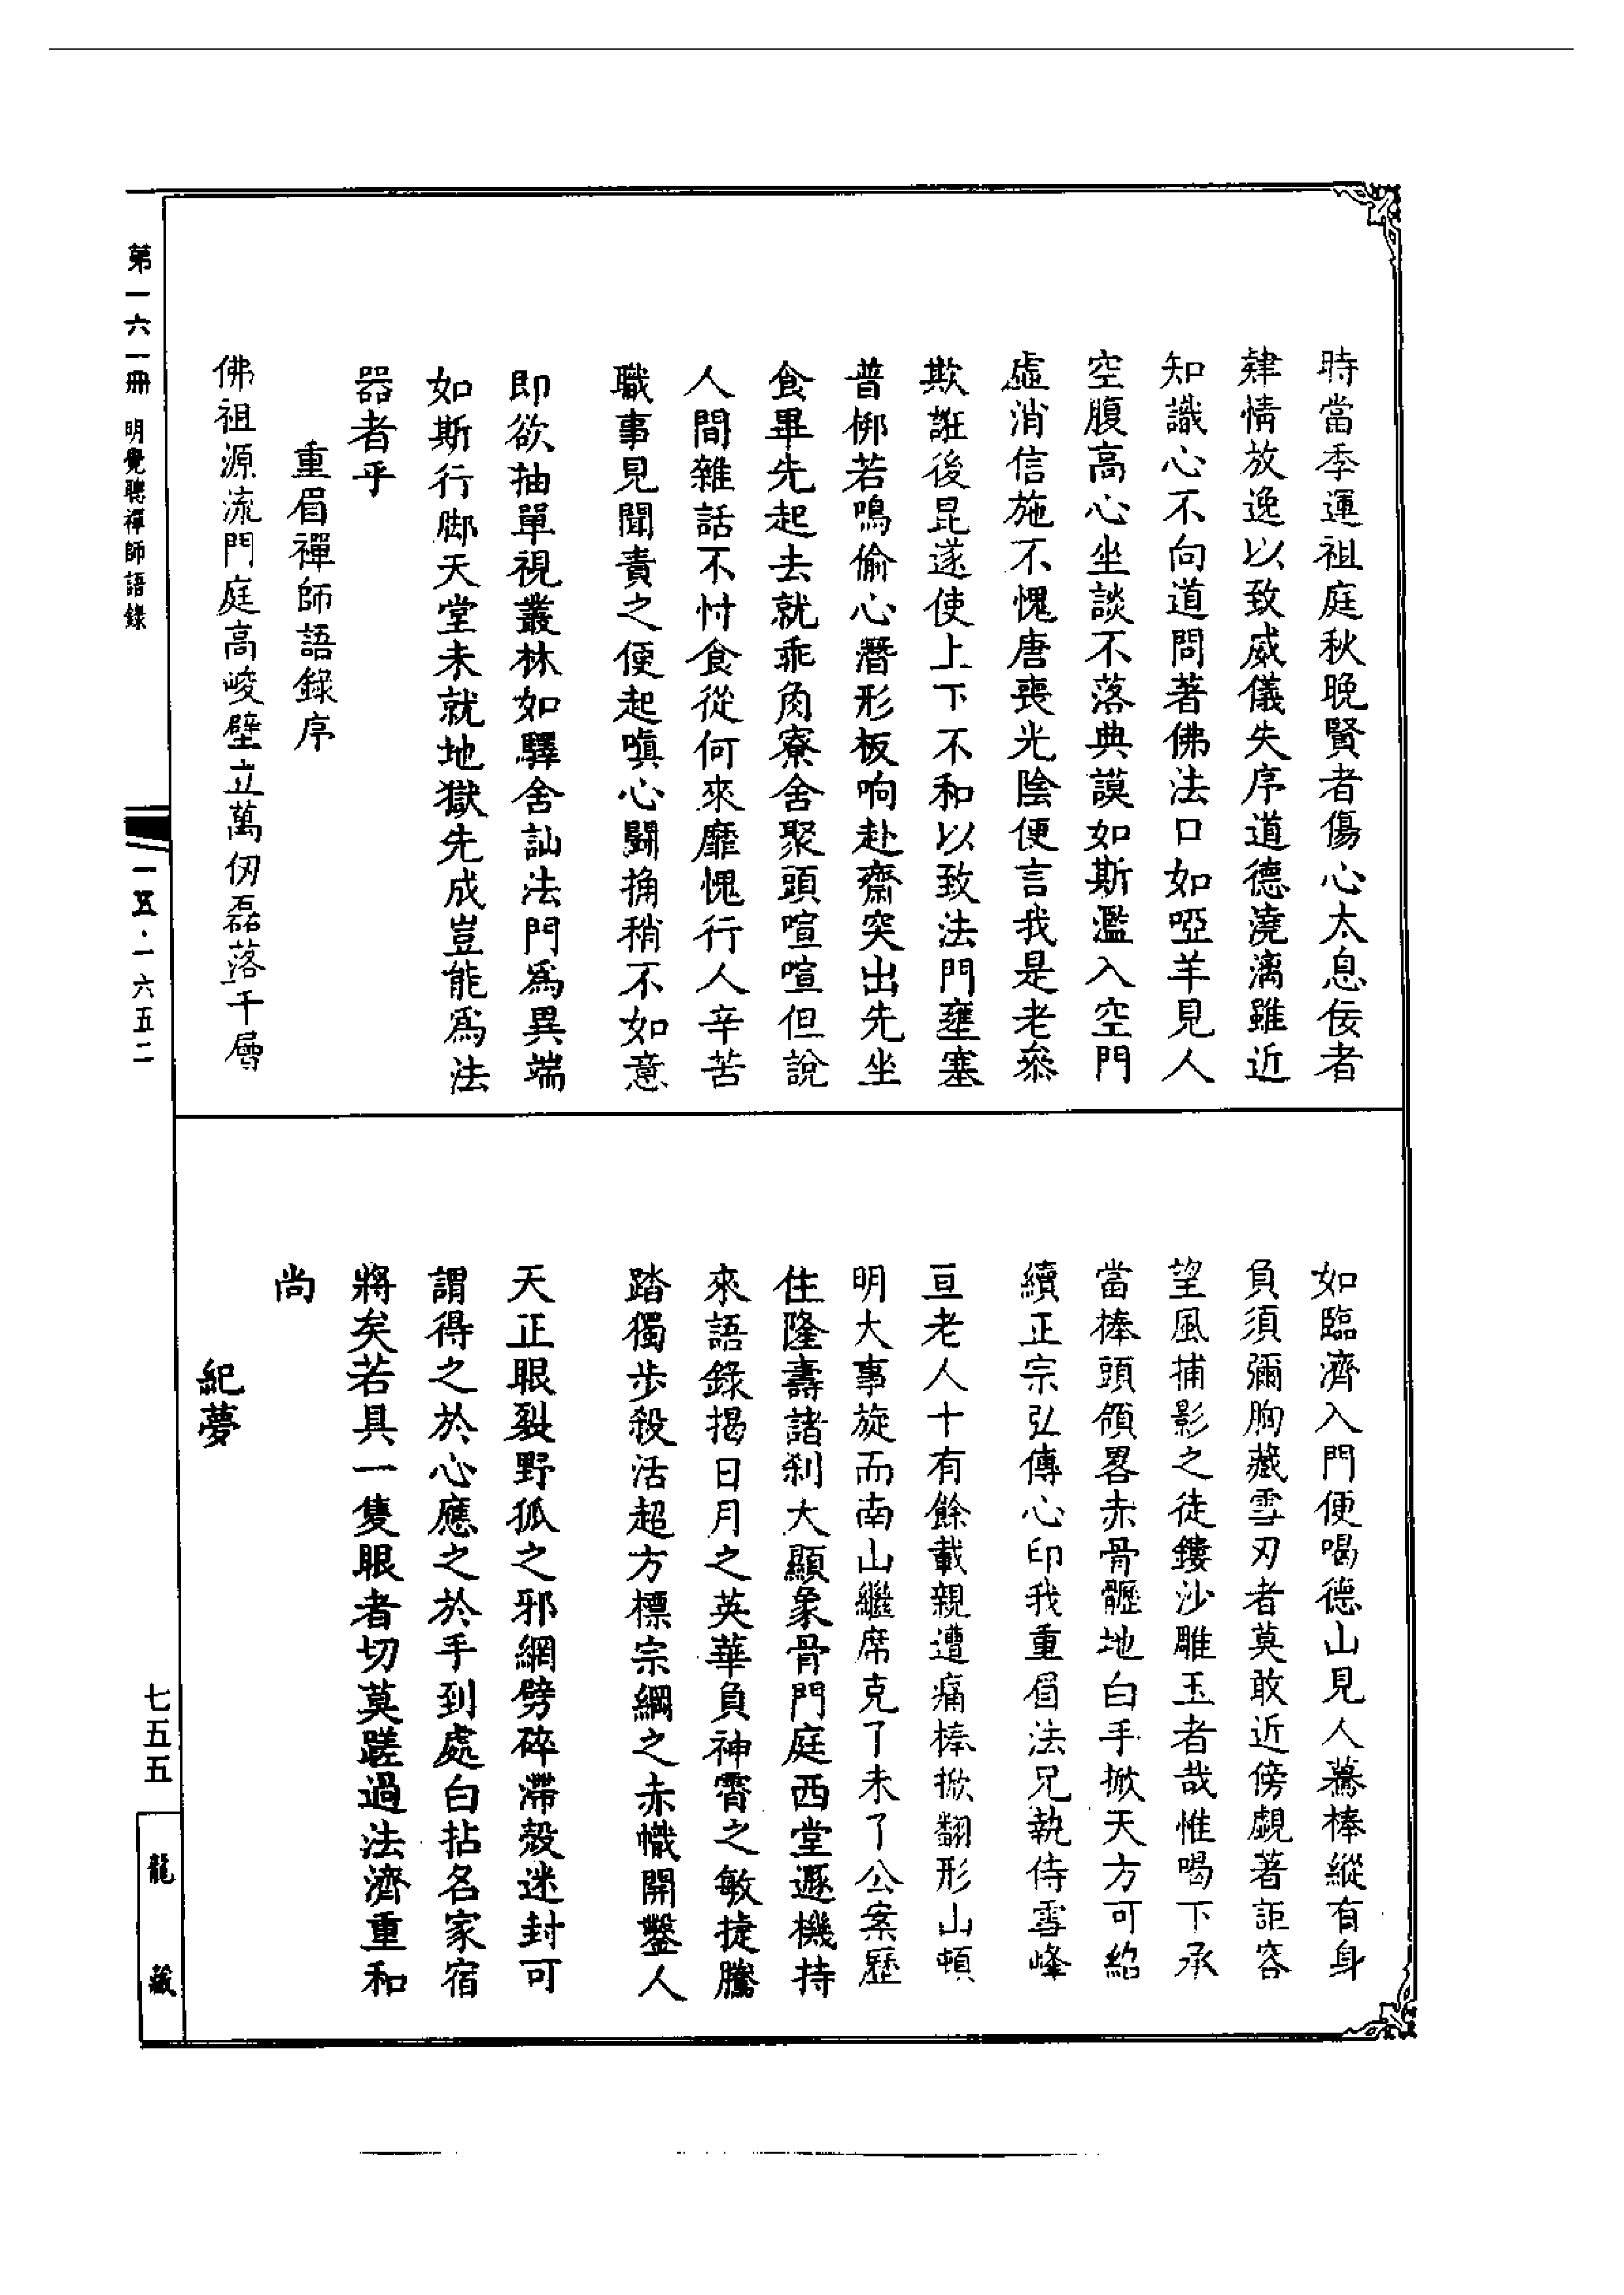 時當季運祖庭秋晚賢者傷心太息佞者
肆情放逸以致威儀失序道德澆漓雖近
知識心不向道問著佛法口如啞羊見人
空腹高心坐談不落典謨如斯濫入空門
虛消信施不愧唐喪光陰便言我是老叅
欺誑後昆遂使上下不和以致法門壅塞
普梆若鳴偷心潛形板响赴齋突出先坐
食畢先起去就乖角寮舍聚頭喧喧但說
人間雜話不忖食從何來靡愧行人辛苦
職事見聞責之便起嗔心鬪搆稍不如意
即欲抽單視叢林如驛舍訕法門為異端
如斯行脚天堂未就地獄先成豈能為法
器者乎
重眉禪師語錄序
佛祖源流門庭高峻壁立萬仞磊落千層
如臨濟入門便喝德山見人驀棒縱有身
負須彌胸藏雪刃者莫敢近傍覷著詎容
望風捕影之徒鏤沙雕玉者哉惟喝下承
當棒頭領畧赤骨𩪸地白手掀天方可紹
續正宗弘傳心印我重眉法兄執侍雪峰
亘老人十有餘載親遭痛棒掀翻形山頓
明大事旋而南山繼席克了未了公案歷
住隆壽諸剎大顯象骨門庭西堂遯機持
來語錄揭日月之英華負神霄之敏捷騰
踏獨步殺活超方標宗綱之赤幟開鑿人
天正眼裂野狐之邪網劈碎滯殼迷封可
謂得之於心應之於手到處白拈名家宿
將矣若具一隻眼者切莫蹉過法濟重和
尚
紀夢
第一六一冊 明覺聰禪師語錄
一五·一六五二
七五五
龍藏